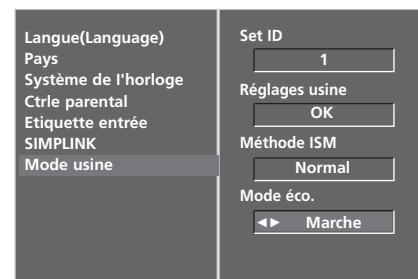 Langue(Language)
Pays
Système de l'horloge
Ctrle parental
Etiquette entrée
SIMPLINK
Mode usine
Set ID
1
Réglages usine
OK
Méthode ISM
Normal
Mode éco.
◄► Marche